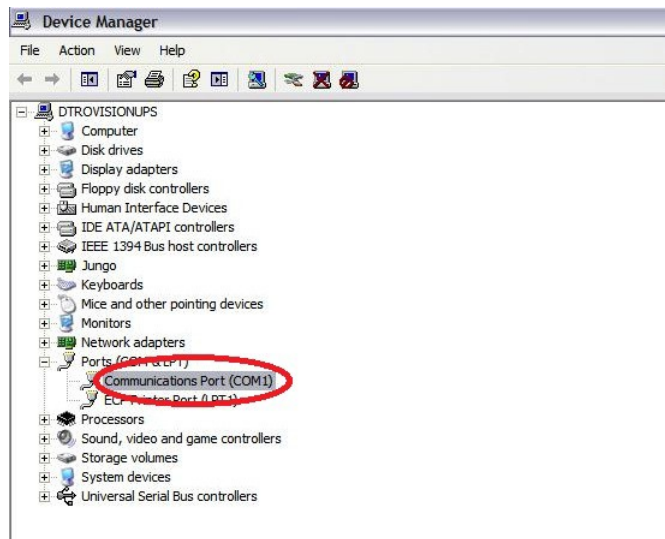 Device Manager
File Action View Help
DTROVISIONUPS
Computer
Disk drives
Display adapters
Floppy disk controllers
Human Interface Devices
IDE ATA/ATAPI controllers
IEEE 1394 Bus host controllers
Jungo
Keyboards
Mice and other pointing devices
Monitors
Network adapters
Ports (COM & LPT)
Communications Port (COM1)
ECP Printer Port (LPT1)
Processors
Sound, video and game controllers
Storage volumes
System devices
Universal Serial Bus controllers